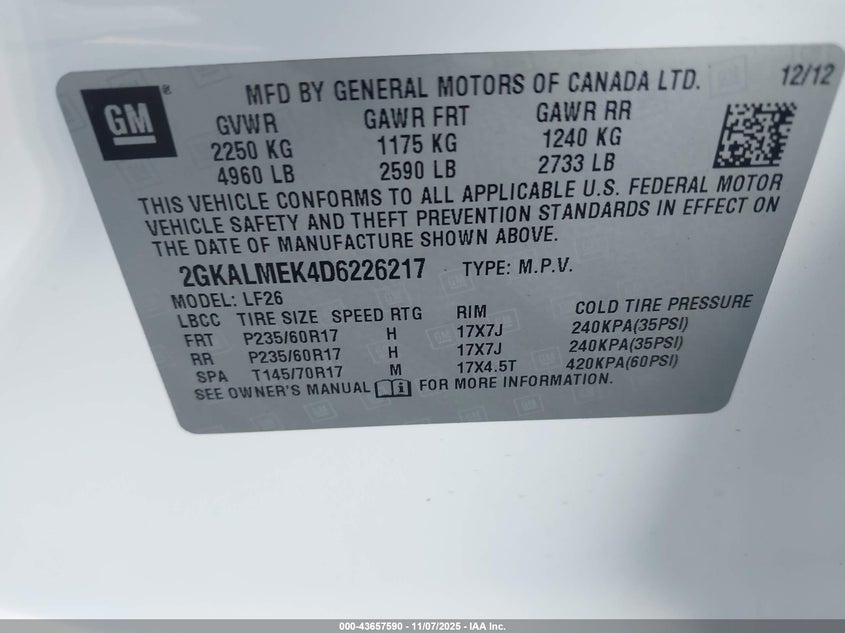 GM ® MFD BY GENERAL MOTORS OF CANADA LTD. 12/12
GVWR GAWR FRT GAWR RR
2250 KG 1175 KG 1240 KG
4960 LB 2590 LB 2733 LB
THIS VEHICLE CONFORMS TO ALL APPLICABLE U.S. FEDERAL MOTOR
VEHICLE SAFETY AND THEFT PREVENTION STANDARDS IN EFFECT ON
THE DATE OF MANUFACTURE SHOWN ABOVE.
2GKALMEK4D6226217 TYPE: M.P.V.
MODEL: LF26
LBCC TIRE SIZE SPEED RTG RIM COLD TIRE PRESSURE
FRT P235/60R17 H 17X7J 240KPA(35PSI)
RR P235/60R17 H 17X7J 240KPA(35PSI)
SPA T145/70R17 M 17X4.5T 420KPA(60PSI)
SEE OWNER'S MANUAL i FOR MORE INFORMATION.
000-43657590 — 11/07/2025 — IAA Inc.